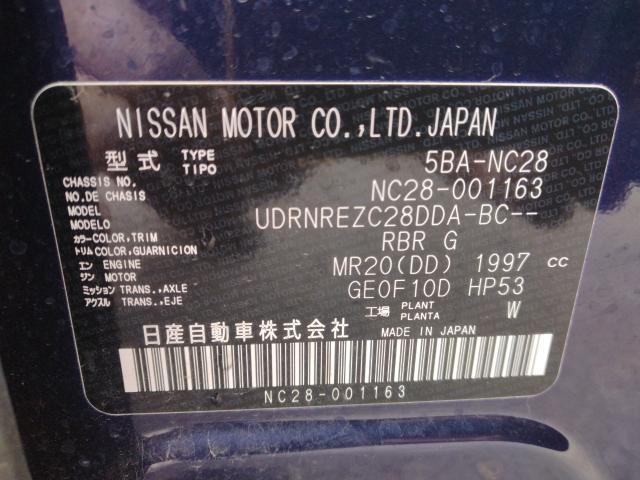 NISSAN MOTOR CO.,LTD.JAPAN
型式 TYPE TIPO 5BA-NC28
CHASSIS NO. NO. DE CHASIS NC28-001163
MODEL MODELO UDRNREZC28DDA-BC--
カラー COLOR,TRIM トリム COLOR,GUARNICION RBR G
エン ENGINE ジン MOTOR MR20(DD) 1997 cc
ミッション TRANS.,AXLE アクスル TRANS.,EJE GE0F10D HP53
工場 PLANT PLANTA W
日産自動車株式会社 MADE IN JAPAN
NC28-001163